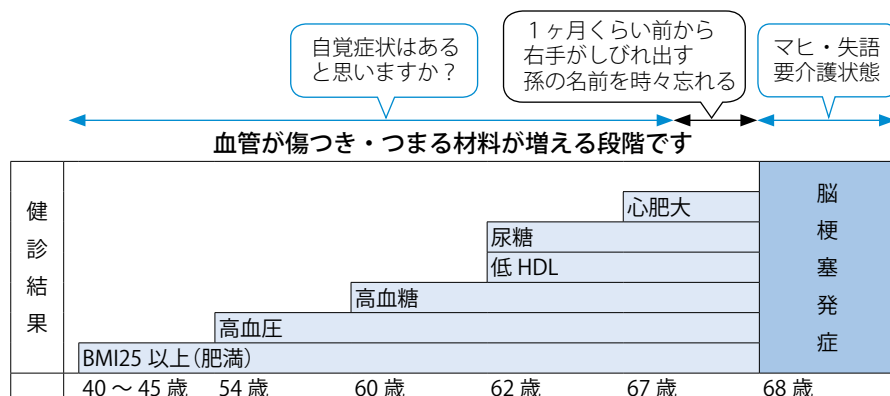 自覚症状はある
と思いますか？
１ヶ月くらい前から
右手がしびれ出す
孫の名前を時々忘れる
マヒ・失語
要介護状態
血管が傷つき・つまる材料が増える段階です
健診結果
心肥大
尿糖
低 HDL
高血糖
高血圧
BMI25 以上（肥満）
脳梗塞発症
40 〜 45 歳 54 歳 60 歳 62 歳 67 歳 68 歳